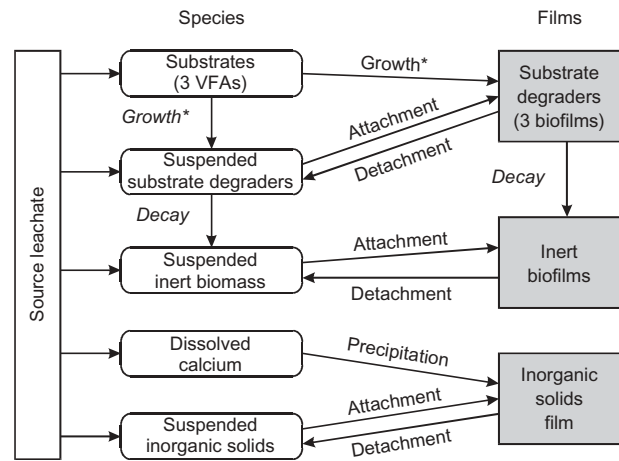 Species
Films
Source leachate
Substrates
(3 VFAs)
Growth*
Substrate
degraders
(3 biofilms)
Growth*
Attachment
Detachment
Suspended
substrate degraders
Decay
Decay
Suspended
inert biomass
Attachment
Detachment
Inert
biofilms
Dissolved
calcium
Precipitation
Inorganic
solids
film
Attachment
Detachment
Suspended
inorganic solids